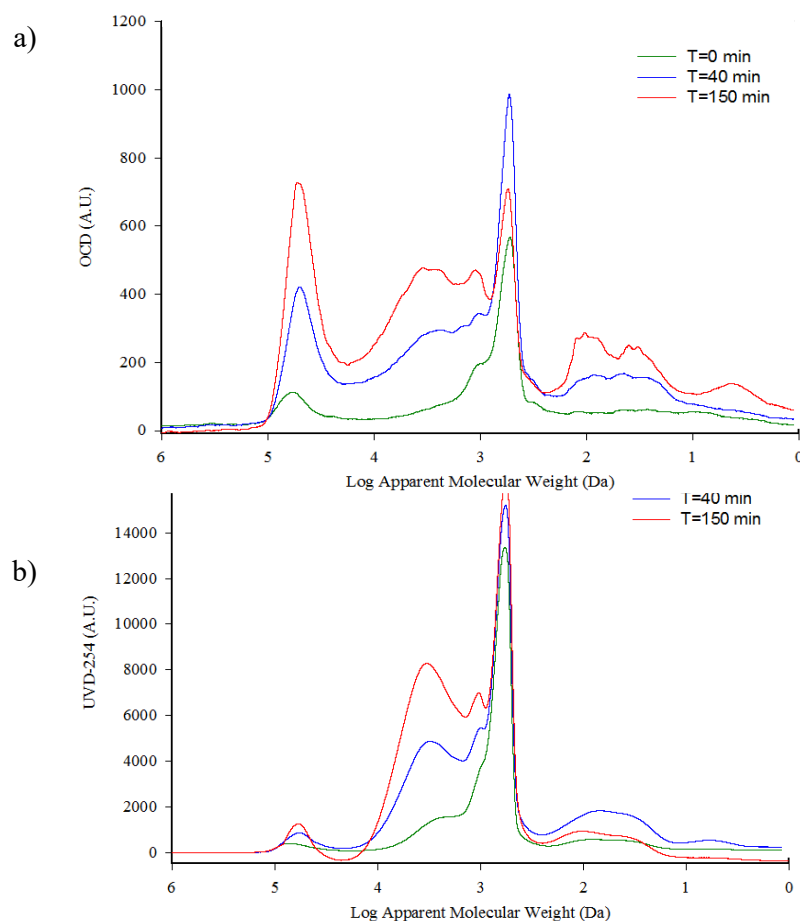 a)
1200
1000
800
600
400
200
0
OCD (A.U.)
T=0 min
T=40 min
T=150 min
6 5 4 3 2 1 0
Log Apparent Molecular Weight (Da)
b)
T=40 min
T=150 min
14000
12000
10000
8000
6000
4000
2000
0
UVD-254 (A.U.)
6 5 4 3 2 1 0
Log Apparent Molecular Weight (Da)